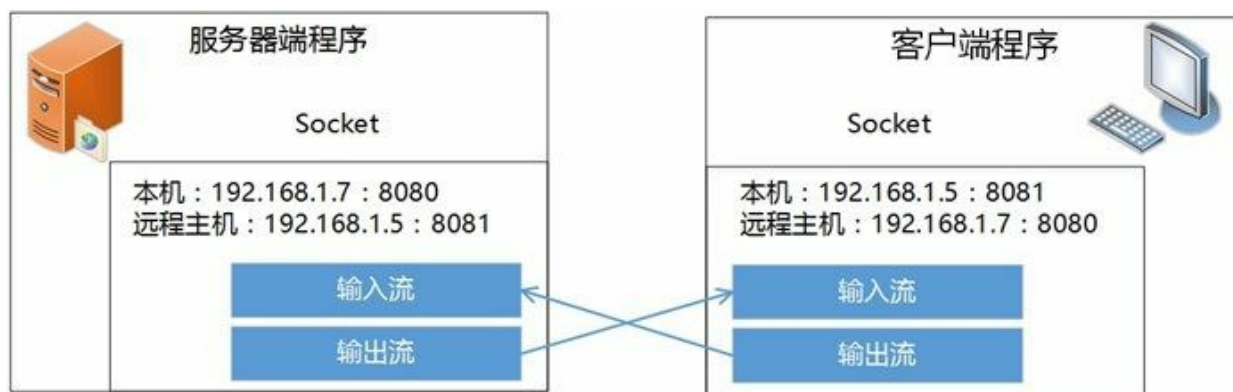 服务器端程序
Socket
本机：192.168.1.7：8080
远程主机：192.168.1.5：8081
输入流
输出流
客户端程序
Socket
本机：192.168.1.5：8081
远程主机：192.168.1.7：8080
输入流
输出流